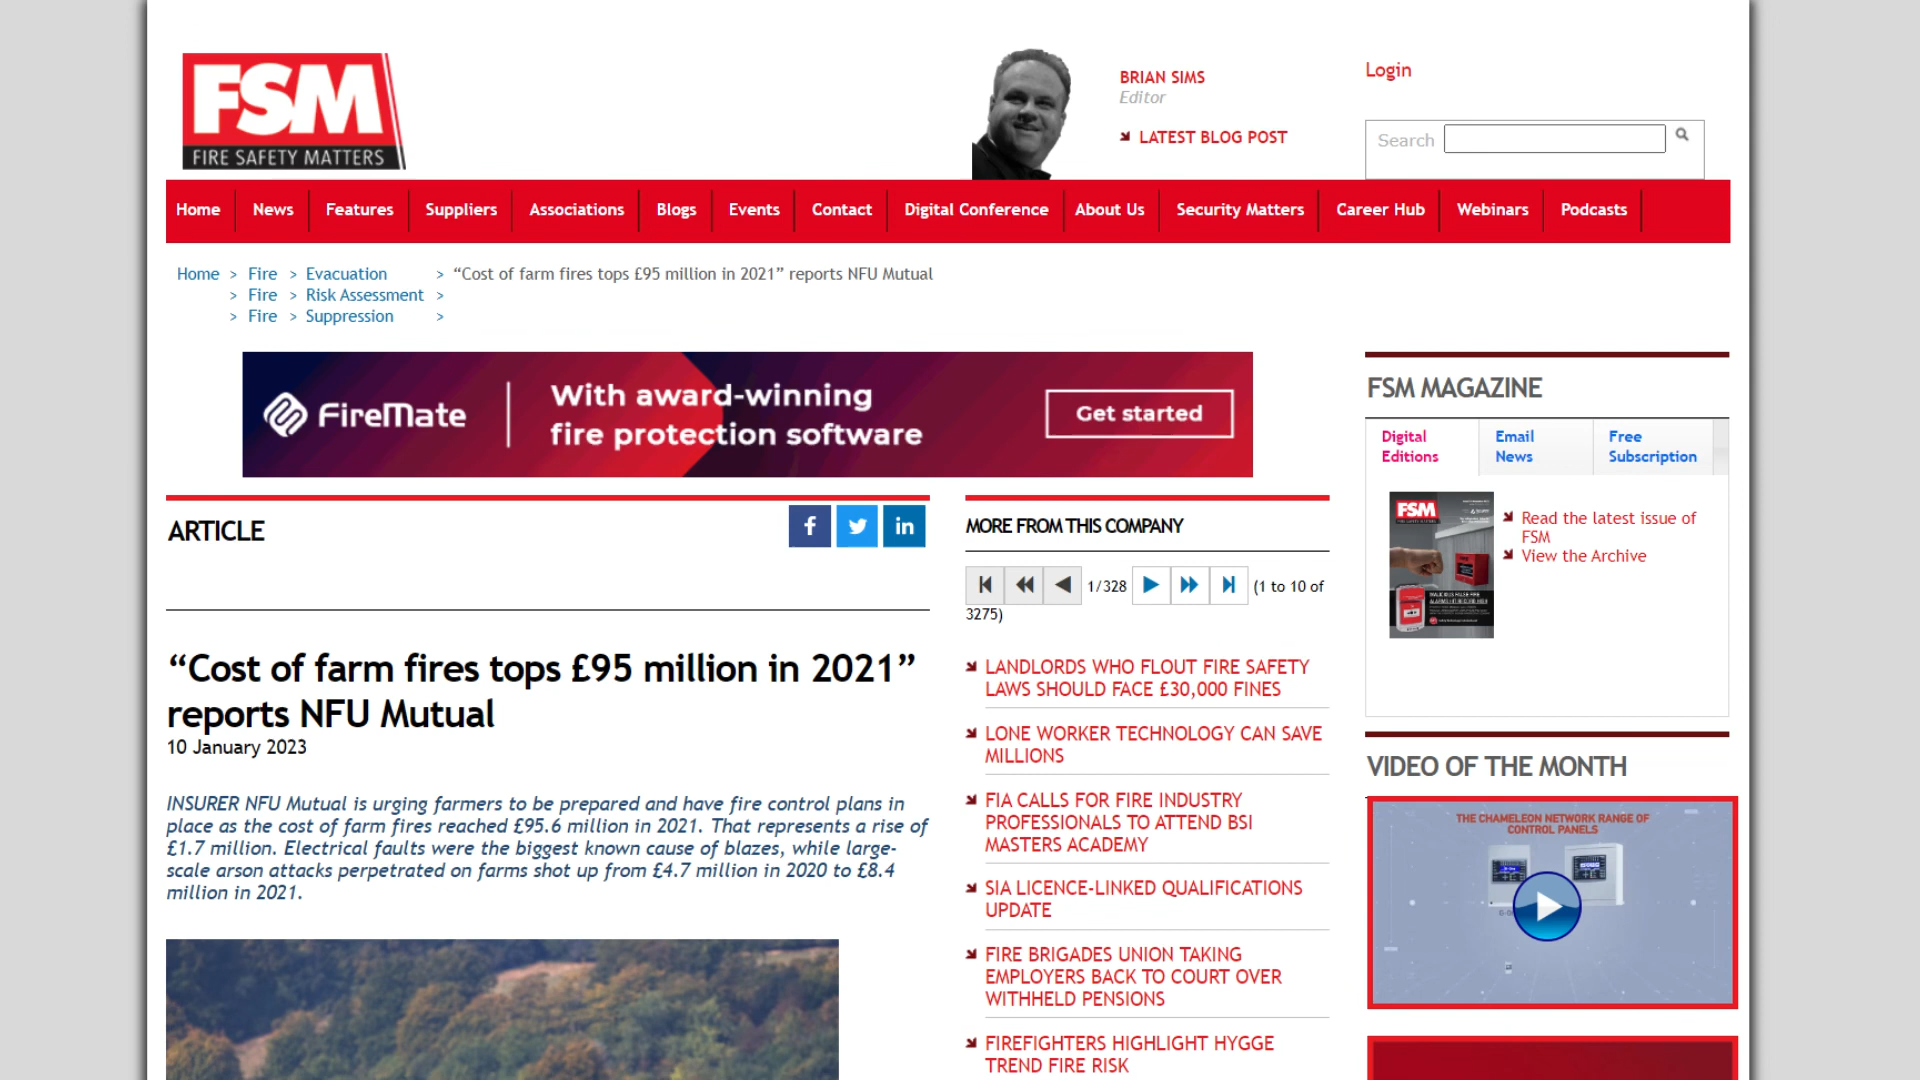 FSM
FIRE SAFETY MATTERS
BRIAN SIMS
Editor
LATEST BLOG POST
Login
Search
Home
News
Features
Suppliers
Associations
Blogs
Events
Contact
Digital Conference
About Us
Security Matters
Career Hub
Webinars
Podcasts
Home > Fire > Evacuation > “Cost of farm fires tops £95 million in 2021” reports NFU Mutual
> Fire > Risk Assessment >
> Fire > Suppression >
FireMate
With award-winning
fire protection software
Get started
ARTICLE
“Cost of farm fires tops £95 million in 2021”
reports NFU Mutual
10 January 2023
INSURER NFU Mutual is urging farmers to be prepared and have fire control plans in
place as the cost of farm fires reached £95.6 million in 2021. That represents a rise of
£1.7 million. Electrical faults were the biggest known cause of blazes, while large-
scale arson attacks perpetrated on farms shot up from £4.7 million in 2020 to £8.4
million in 2021.
MORE FROM THIS COMPANY
1/328 (1 to 10 of
3275)
LANDLORDS WHO FLOUT FIRE SAFETY
LAWS SHOULD FACE £30,000 FINES
LONE WORKER TECHNOLOGY CAN SAVE
MILLIONS
FIA CALLS FOR FIRE INDUSTRY
PROFESSIONALS TO ATTEND BSI
MASTERS ACADEMY
SIA LICENCE-LINKED QUALIFICATIONS
UPDATE
FIRE BRIGADES UNION TAKING
EMPLOYERS BACK TO COURT OVER
WITHHELD PENSIONS
FIREFIGHTERS HIGHLIGHT HYGGE
TREND FIRE RISK
FSM MAGAZINE
Digital
Editions
Email
News
Free
Subscription
FSM
MALICIOUS FALSE FIRE
Read the latest issue of
FSM
View the Archive
VIDEO OF THE MONTH
THE CHAMELEON NETWORK RANGE OF
CONTROL PANELS